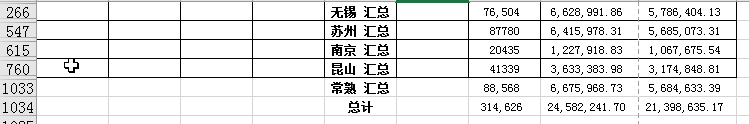 266 无锡 汇总 76,504 6,628,991.86 5,786,404.13
547 苏州 汇总 87780 6,415,978.31 5,685,073.31
615 南京 汇总 20435 1,227,918.83 1,067,675.54
760 昆山 汇总 41339 3,633,383.98 3,174,848.81
1033 常熟 汇总 88,568 6,675,968.73 5,684,633.39
1034 总计 314,626 24,582,241.70 21,398,635.17